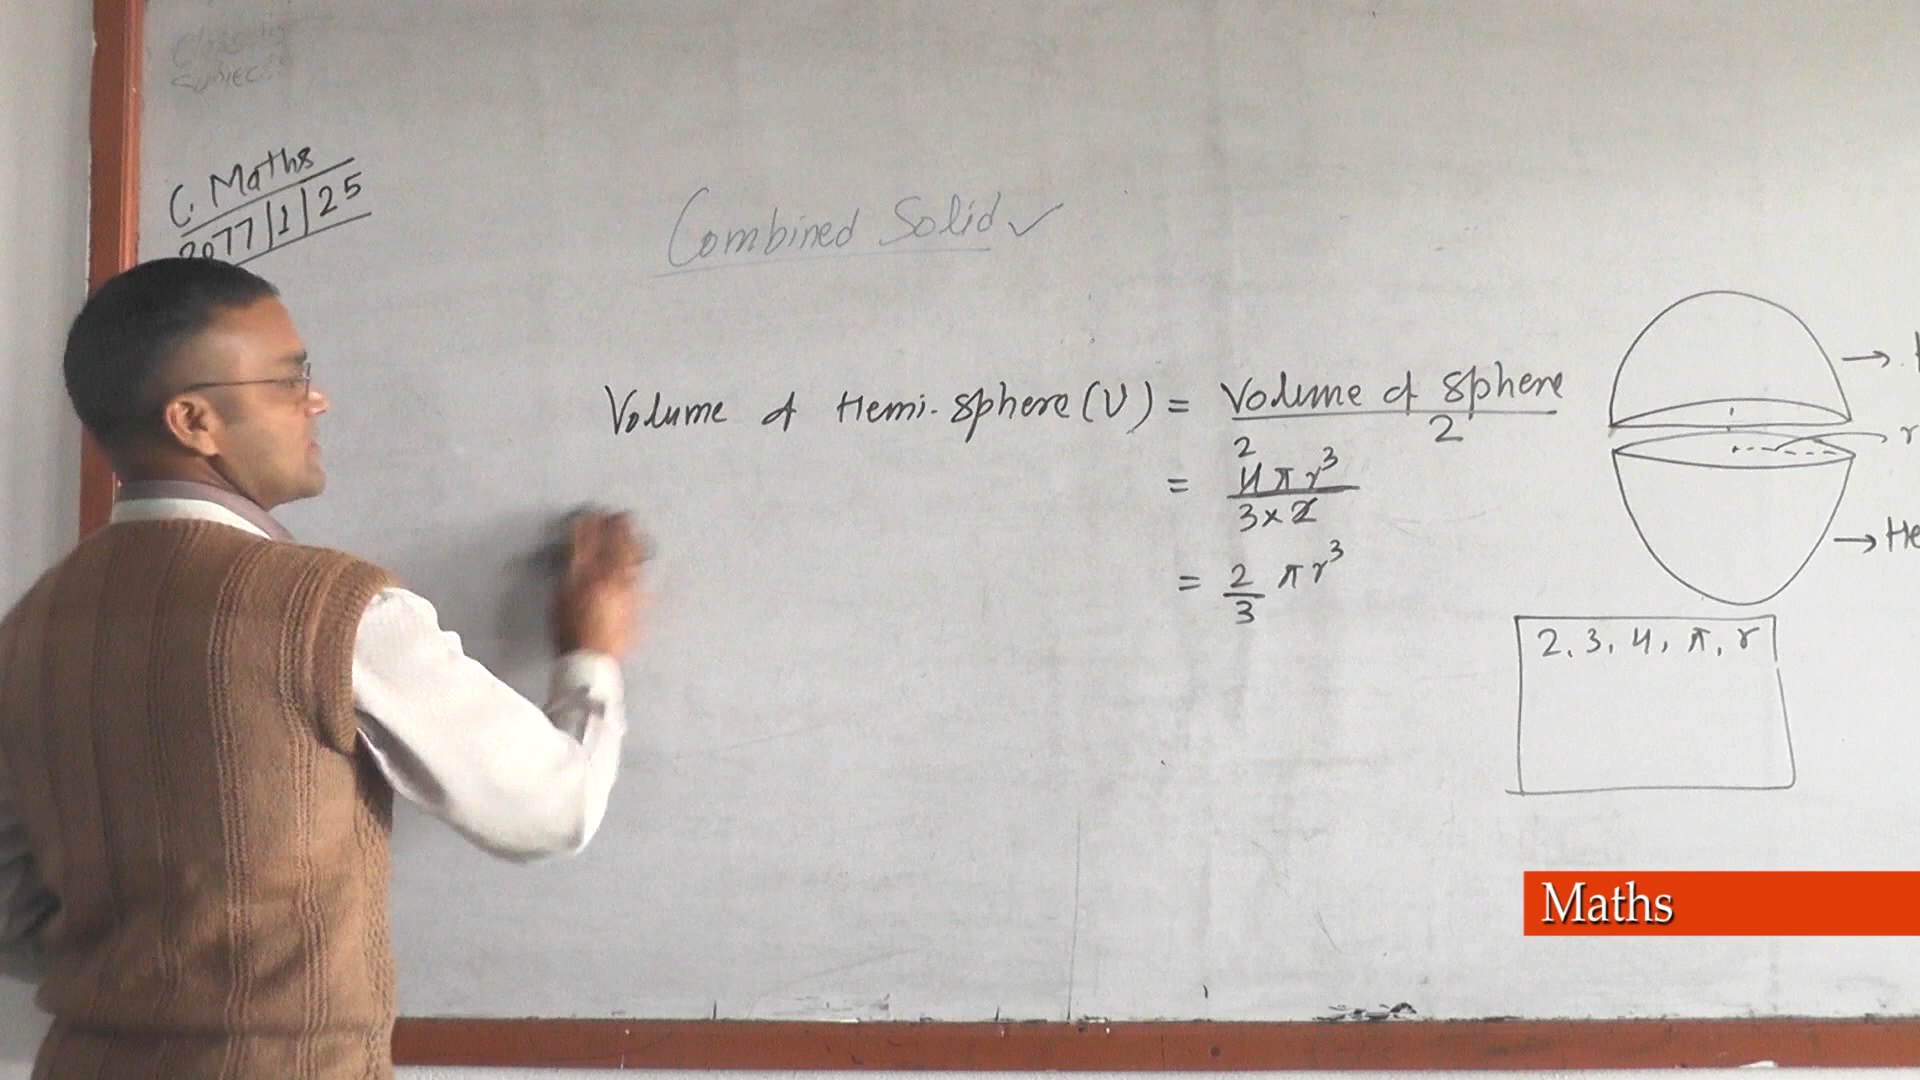 C. Maths
2077/1/25
Combined Solid ✓
Volume of Hemi-sphere (V) = Volume of sphere
2
2
= 4πr³
3×2
= 2 πr³
3
r
He
2, 3, 4, π, r
Maths